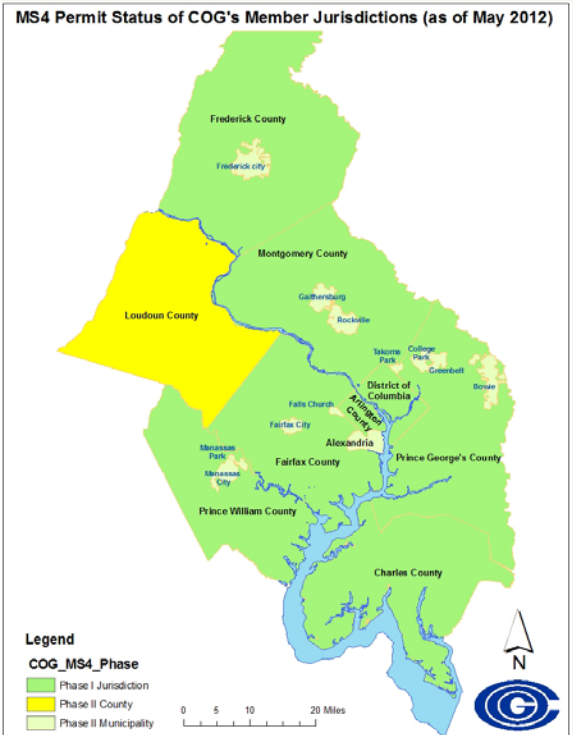 MS4 Permit Status of COG's Member Jurisdictions (as of May 2012)
Frederick County
Frederick city
Montgomery County
Loudoun County
Gaithersburg
Rockville
Takoma
Park
College
Park
Greenbelt
Bowie
District of
Columbia
Arlington
County
Falls Church
Fairfax City
Alexandria
Manassas
Park
Manassas
City
Fairfax County
Prince George's County
Prince William County
Charles County
Legend
COG_MS4_Phase
Phase I Jurisdiction
Phase II County
Phase II Municipality
0 5 10 20 Miles
N
COG